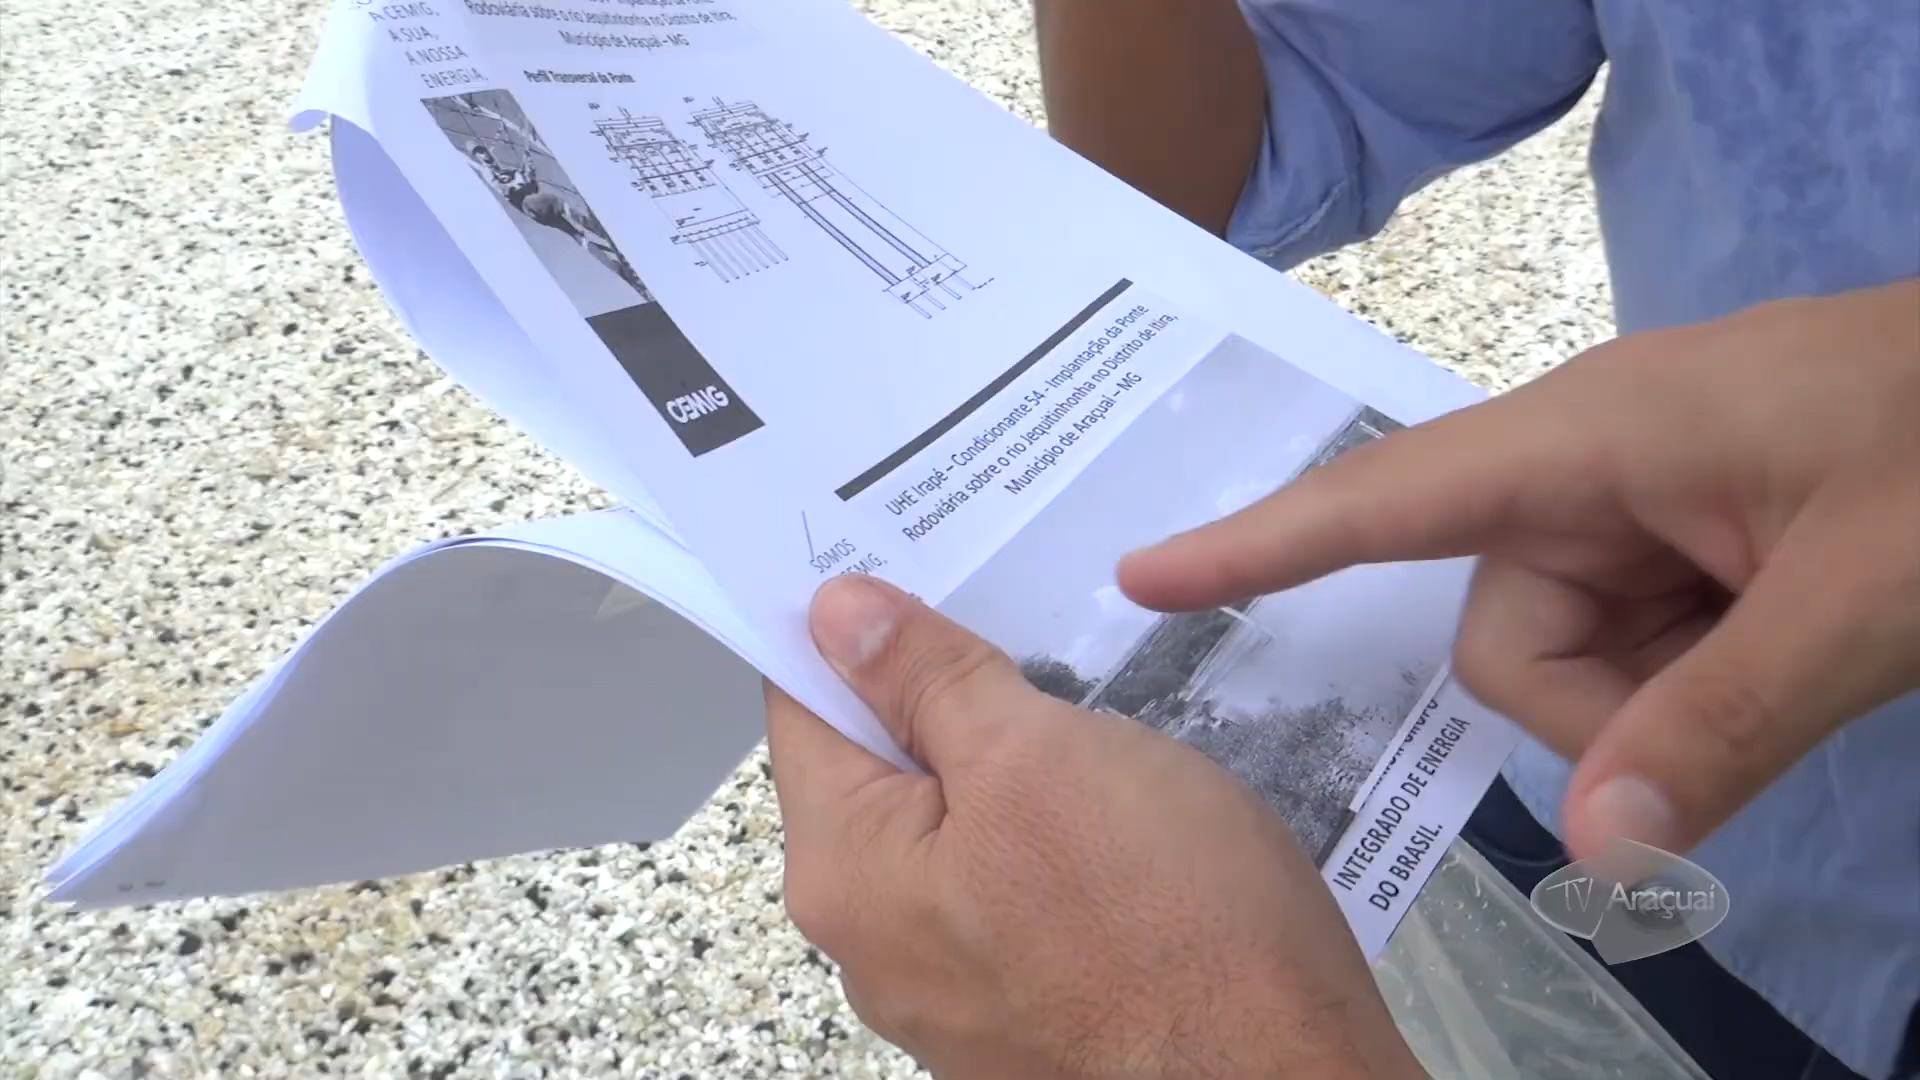 A CEMIG,
A SUA,
A NOSSA
ENERGIA.
Rodoviária sobre o rio Jequitinhonha no Distrito de Itira,
Município de Araçuaí – MG
Perfil Transversal da Ponte
CEMIG
UHE Irapé – Condicionante 54 - Implantação da Ponte
Rodoviária sobre o rio Jequitinhonha no Distrito de Itira,
Município de Araçuaí – MG
SOMOS
INTEGRADO DE ENERGIA
DO BRASIL.
TV Araçuaí